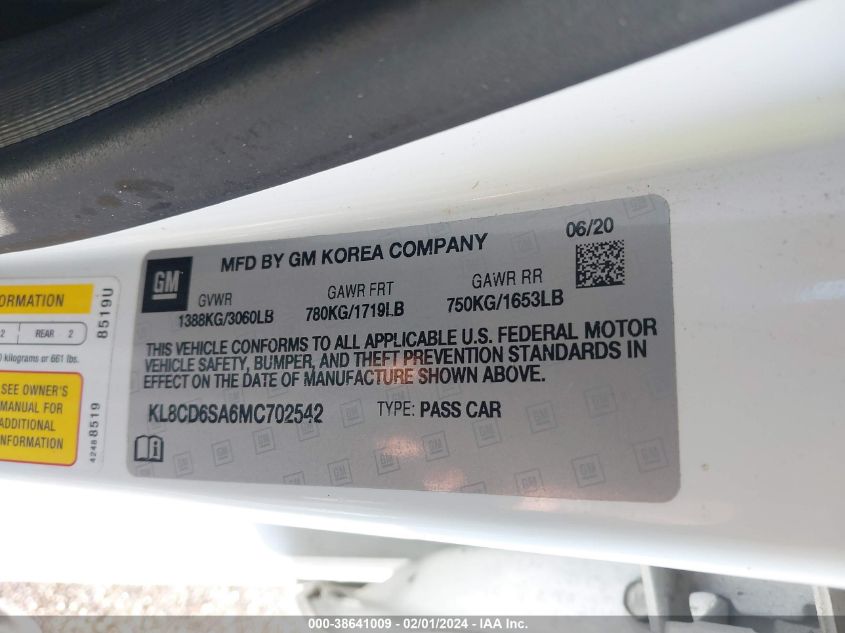 MFD BY GM KOREA COMPANY
06/20
GM
GVWR
1388KG/3060LB
GAWR FRT
780KG/1719LB
GAWR RR
750KG/1653LB
THIS VEHICLE CONFORMS TO ALL APPLICABLE U.S. FEDERAL MOTOR
VEHICLE SAFETY, BUMPER, AND THEFT PREVENTION STANDARDS IN
EFFECT ON THE DATE OF MANUFACTURE SHOWN ABOVE.
KL8CD6SA6MC702542
TYPE: PASS CAR
2 REAR 2
kilograms or 661 lbs.
SEE OWNER'S
MANUAL FOR
8519U
42488519
000-38641009 - 02/01/2024 - IAA Inc.